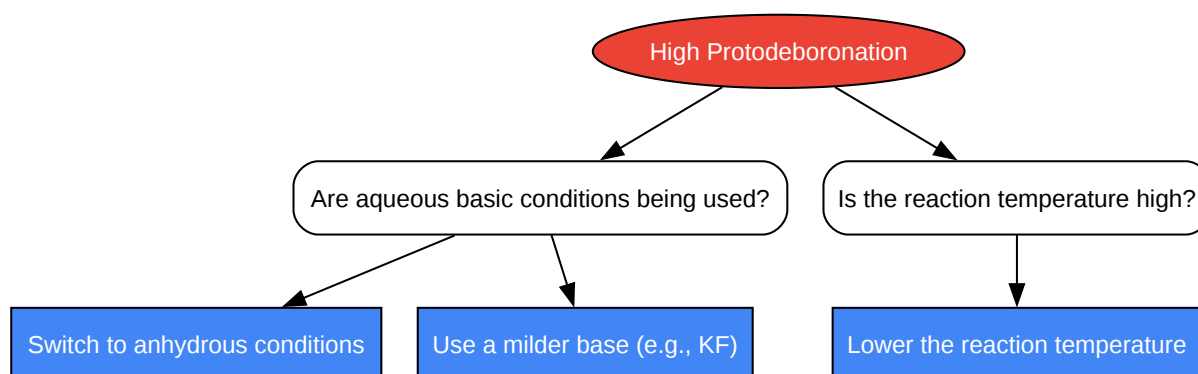 High Protodeboronation
Are aqueous basic conditions being used?
Is the reaction temperature high?
Switch to anhydrous conditions
Use a milder base (e.g., KF)
Lower the reaction temperature